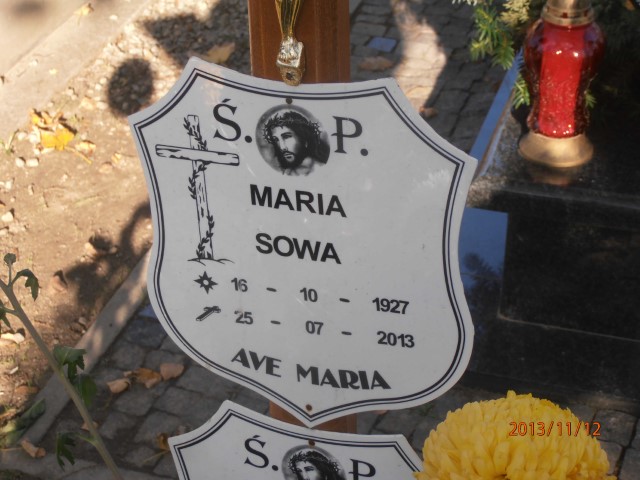 Ś. P.
MARIA
SOWA
16 - 10 - 1927
25 - 07 - 2013
AVE MARIA
Ś. P
2013/11/12